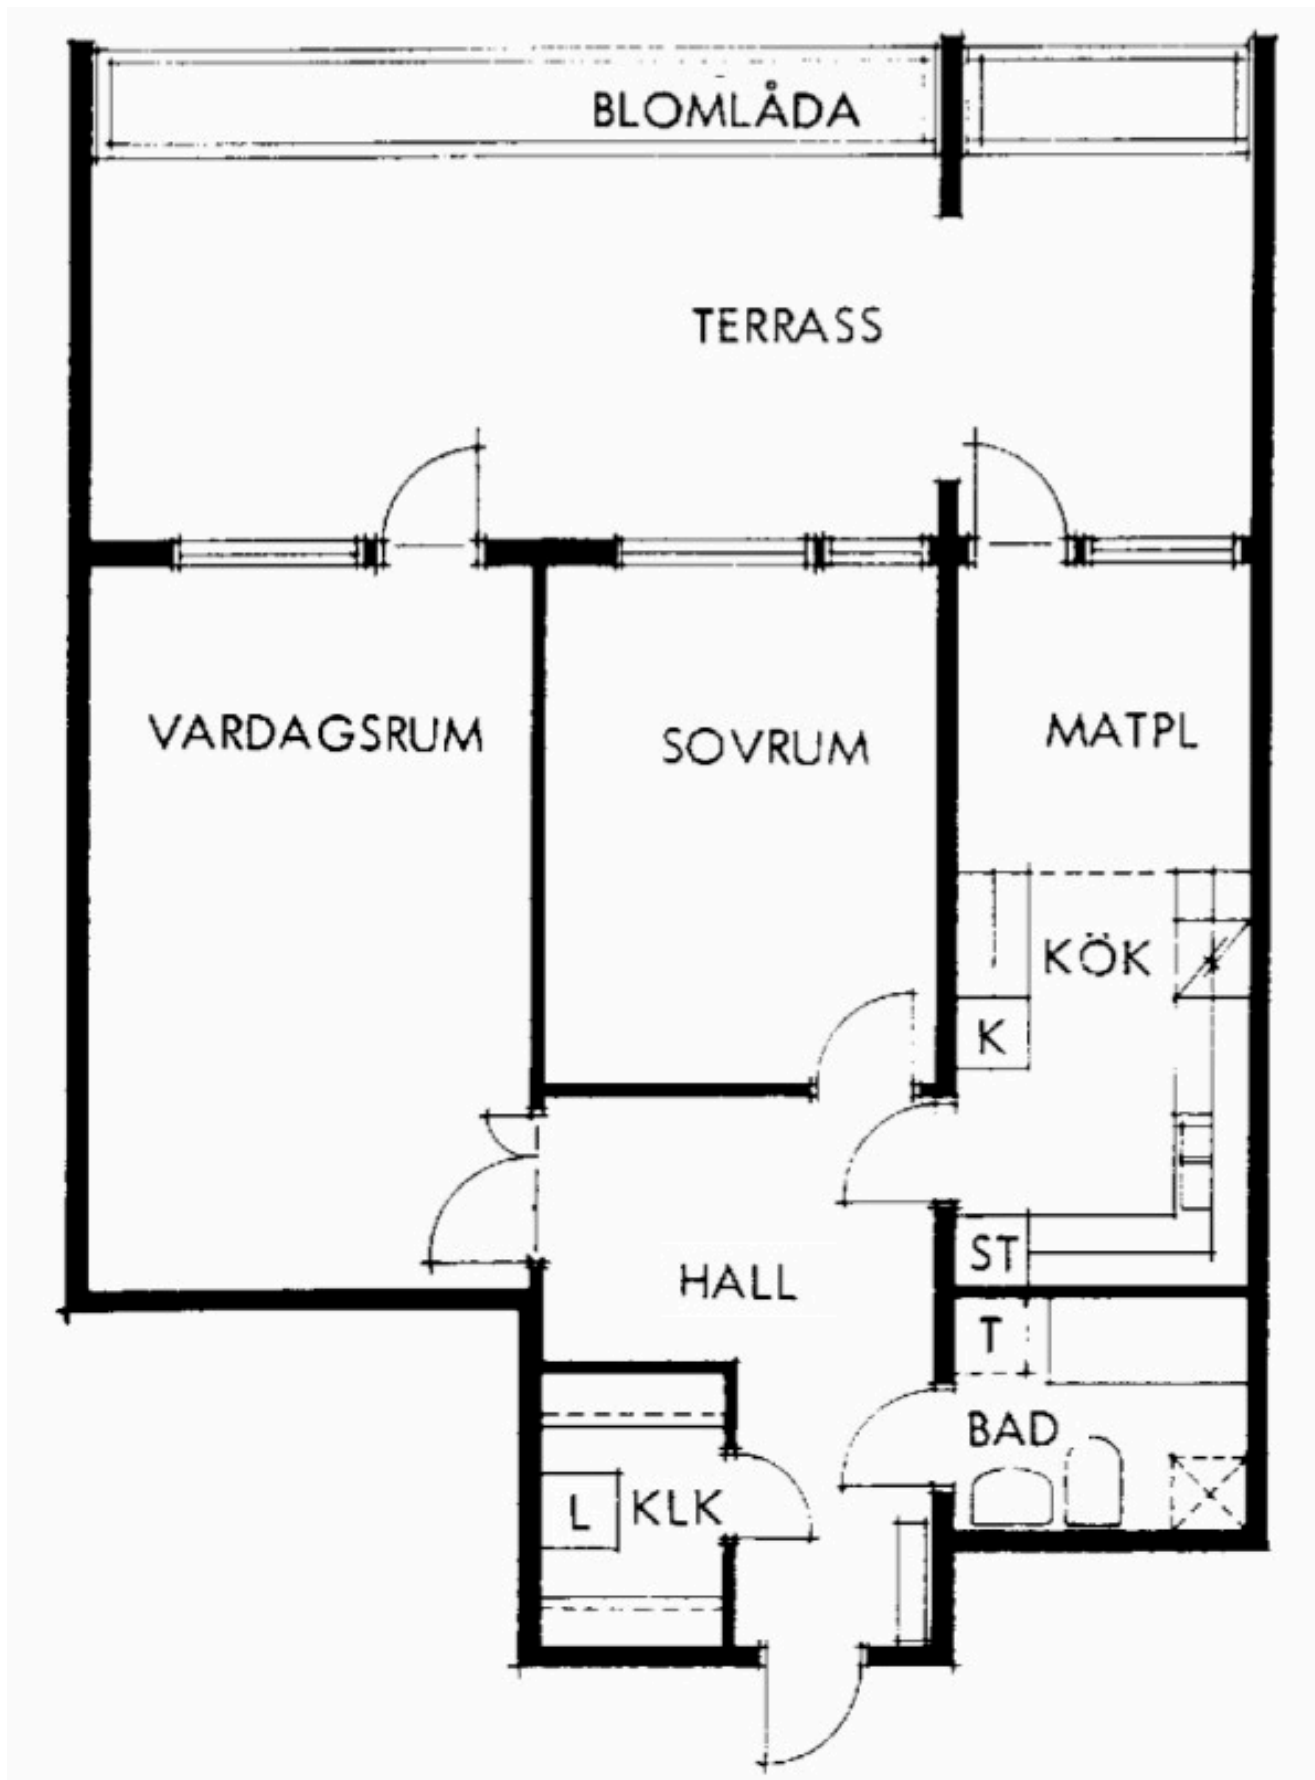 BLOMLÅDA
TERRASS
VARDAGSRUM
SOVRUM
MATPL
KÖK
K
ST
HALL
T
BAD
L
KLK